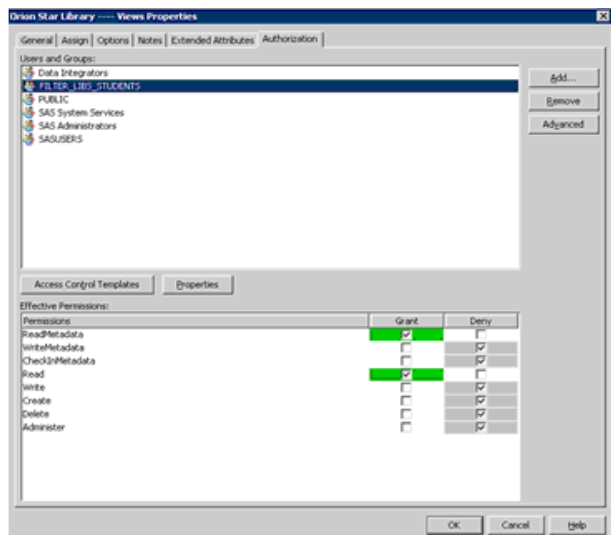 Orion Star Library ---- Views Properties
General Assign Options Notes Extended Attributes Authorization
Users and Groups:
Data Integrators
FILTER_LIBS_STUDENTS
PUBLIC
SAS System Services
SAS Administrators
SASUSERS
Add...
Remove
Advanced
Access Control Templates Properties
Effective Permissions:
Permissions Grant Deny
ReadMetadata
WriteMetadata
CheckInMetadata
Read
Write
Create
Delete
Administer
OK Cancel Help